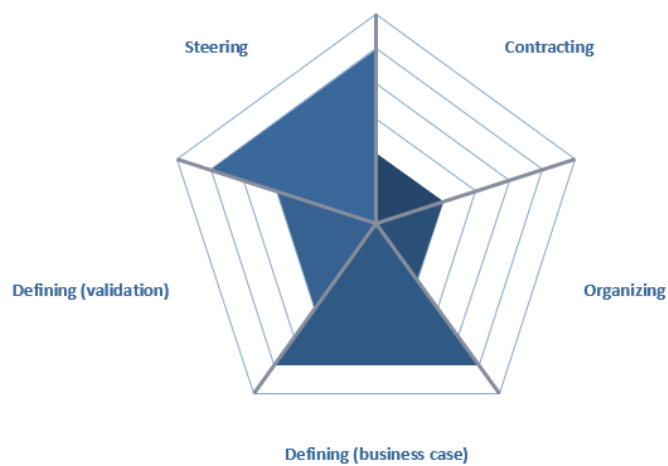 Steering
Contracting
Defining (validation)
Organizing
Defining (business case)